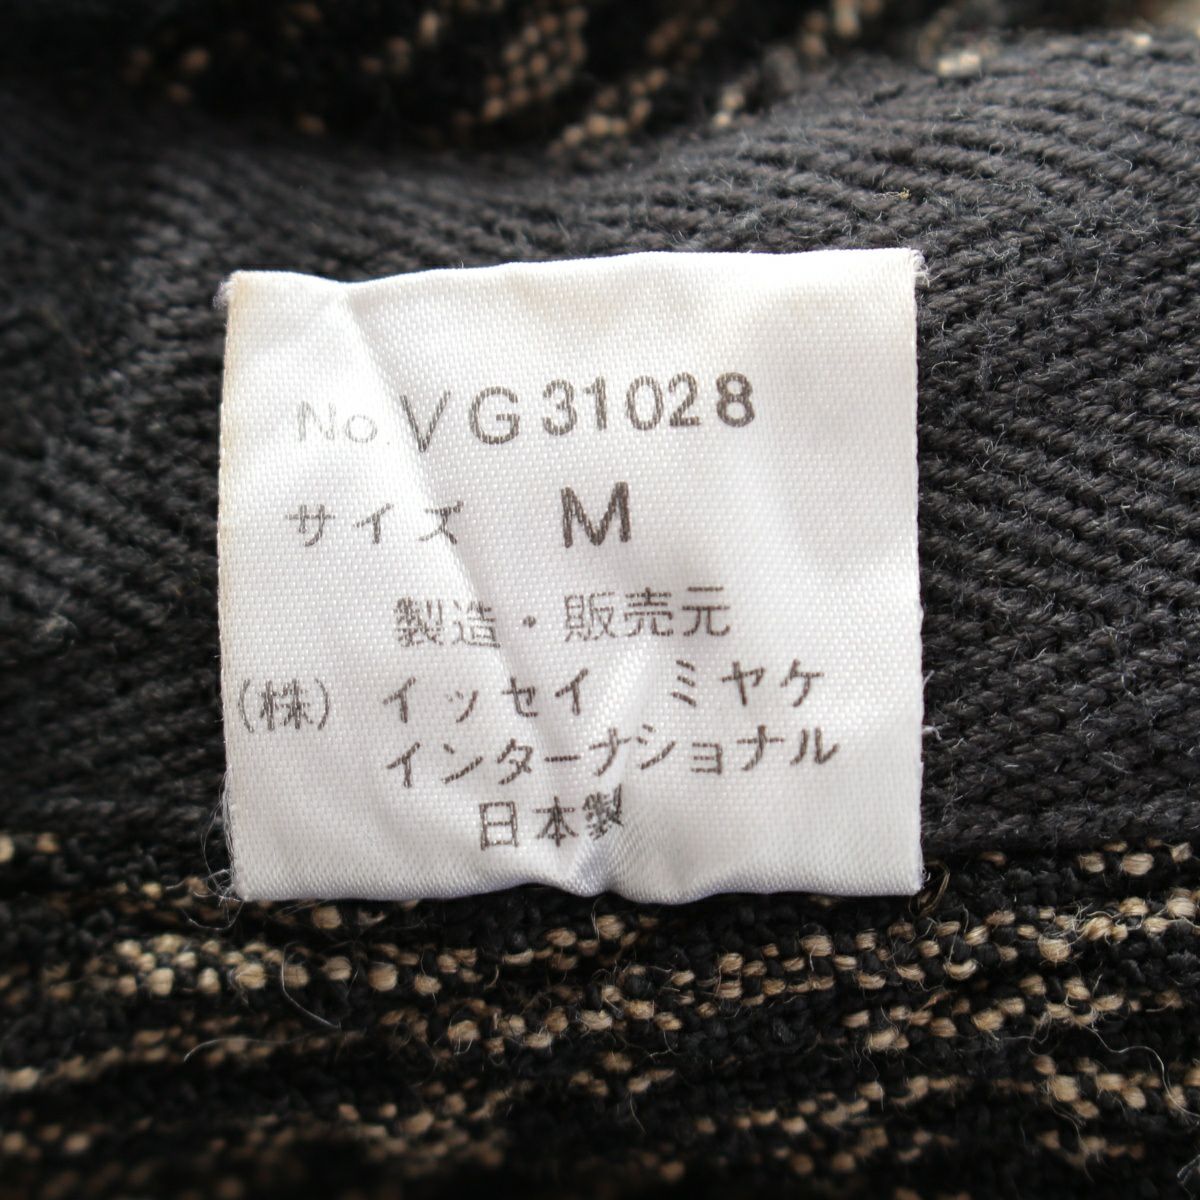 No. VG31028
サイズ M
製造・販売元
(株) イッセイ ミヤケ
インターナショナル
日本製